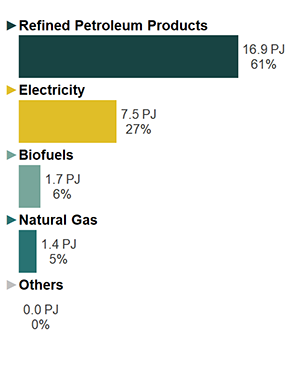 Refined Petroleum Products
16.9 PJ
61%
Electricity
7.5 PJ
27%
Biofuels
1.7 PJ
6%
Natural Gas
1.4 PJ
5%
Others
0.0 PJ
0%